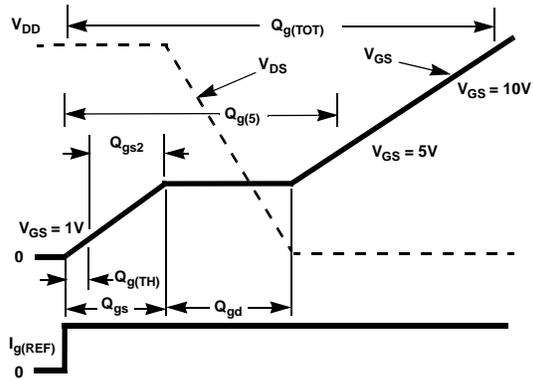 V_DD
Q_g(TOT)
V_DS
V_GS
V_GS = 10V
Q_g(5)
Q_gs2
V_GS = 5V
V_GS = 1V
0
Q_g(TH)
Q_gs
Q_gd
I_g(REF)
0